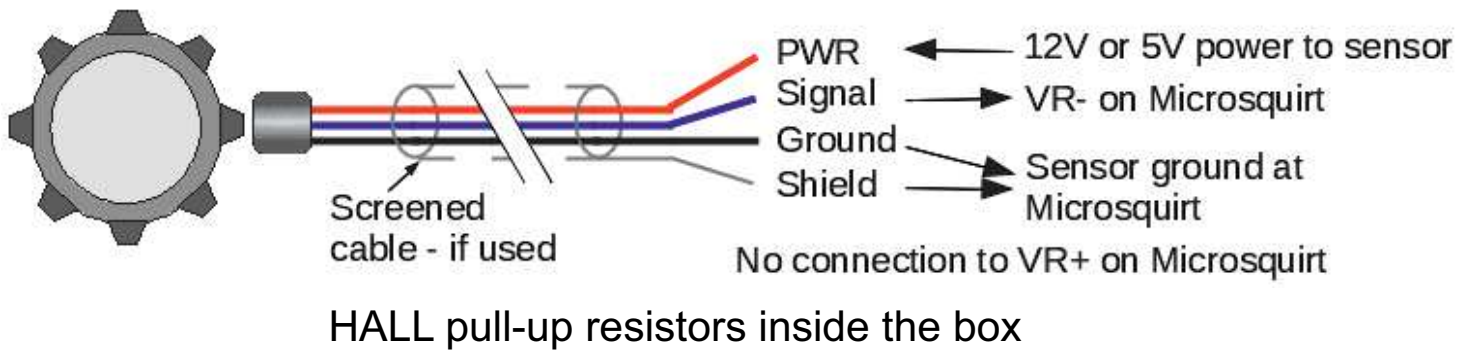 PWR
12V or 5V power to sensor
Signal
VR- on Microsquirt
Ground
Shield
Sensor ground at
Microsquirt
Screened
cable - if used
No connection to VR+ on Microsquirt
HALL pull-up resistors inside the box